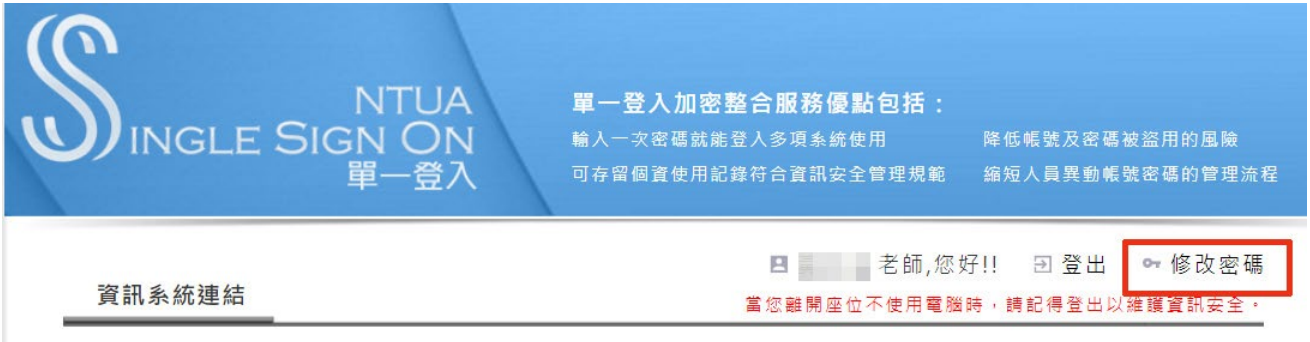 NTUA
SINGLE SIGN ON
單一登入
單一登入加密整合服務優點包括：
輸入一次密碼就能登入多項系統使用
降低帳號及密碼被盜用的風險
可存留個資使用記錄符合資訊安全管理規範
縮短人員異動帳號密碼的管理流程
老師,您好!! 登出 修改密碼
資訊系統連結
當您離開座位不使用電腦時，請記得登出以維護資訊安全。